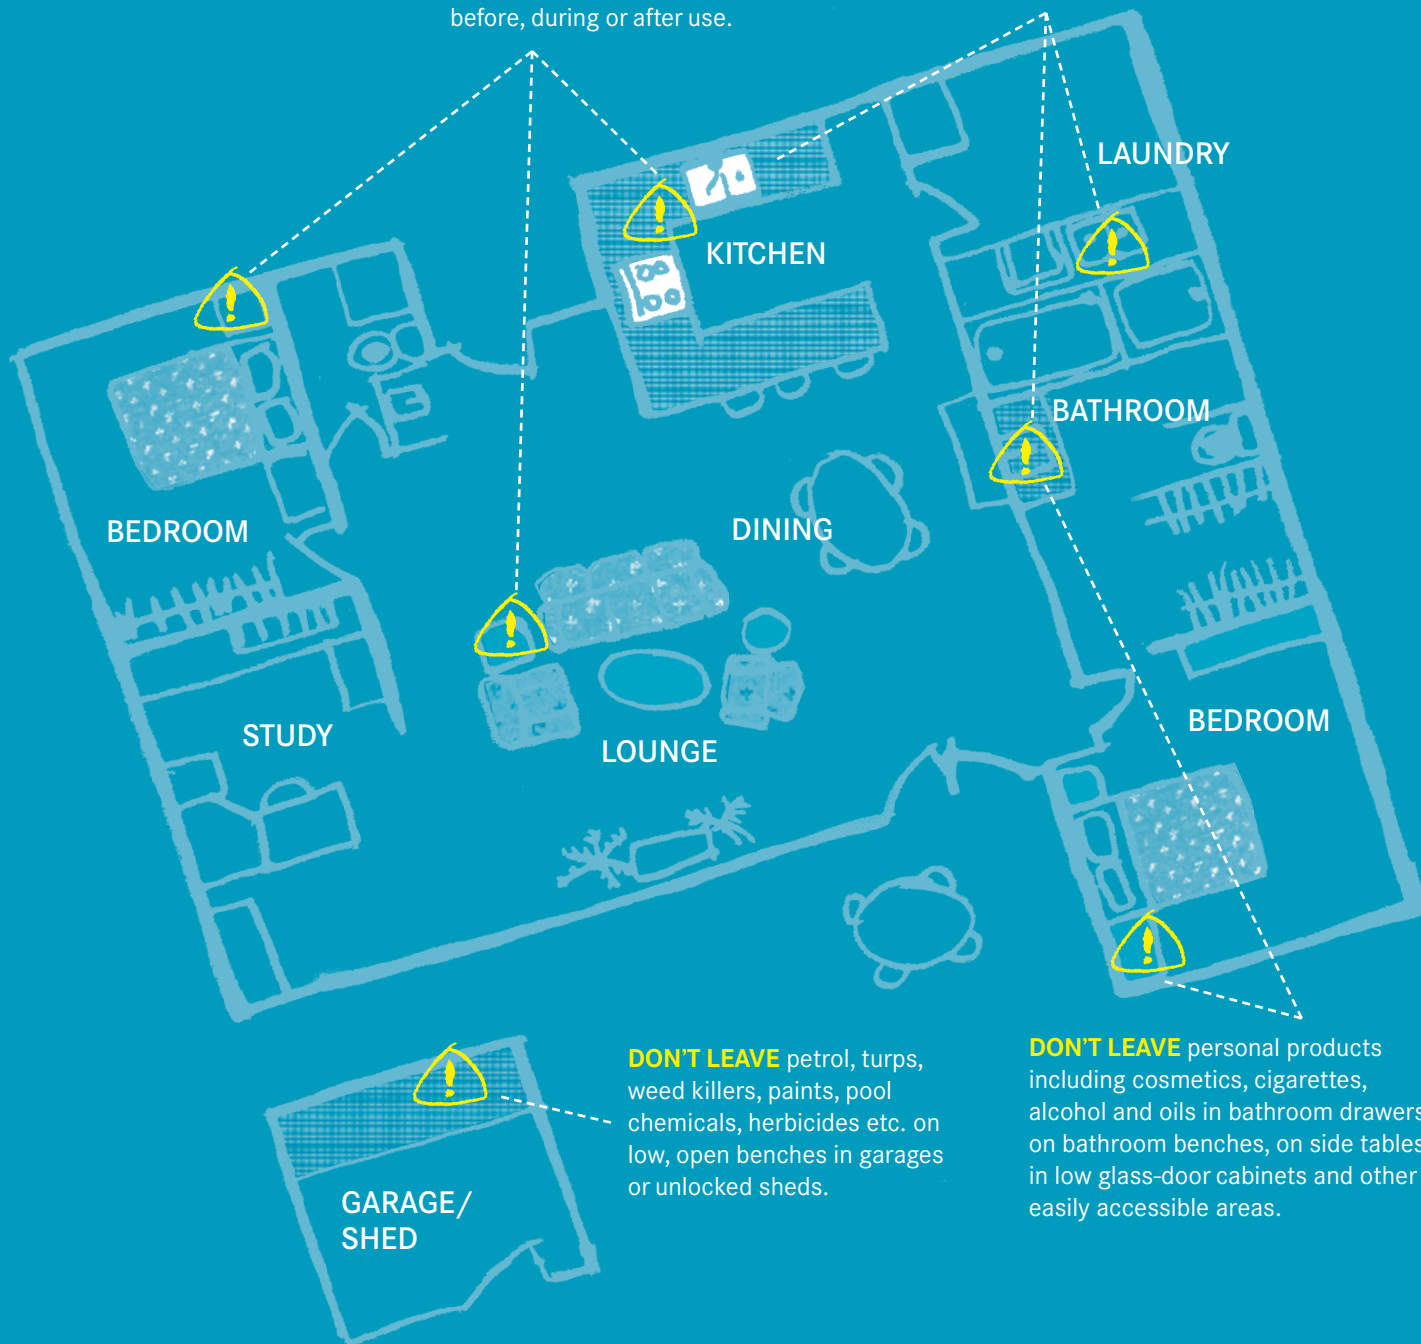 before, during or after use.
LAUNDRY
KITCHEN
BATHROOM
BEDROOM
DINING
STUDY
LOUNGE
BEDROOM
DON'T LEAVE petrol, turps,
weed killers, paints, pool
chemicals, herbicides etc. on
low, open benches in garages
or unlocked sheds.
DON'T LEAVE personal products
including cosmetics, cigarettes,
alcohol and oils in bathroom drawers
on bathroom benches, on side tables
in low glass-door cabinets and other
easily accessible areas.
GARAGE/
SHED